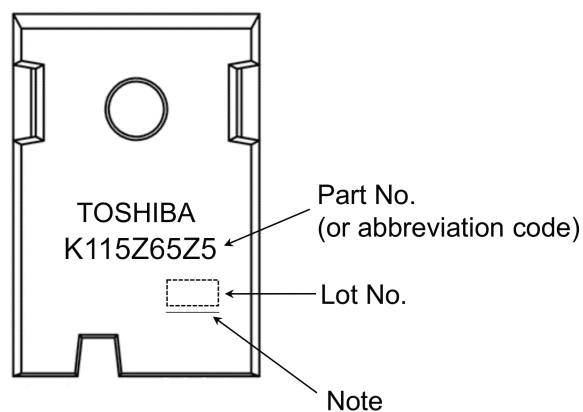 TOSHIBA
K115Z65Z5
Part No.
(or abbreviation code)
Lot No.
Note